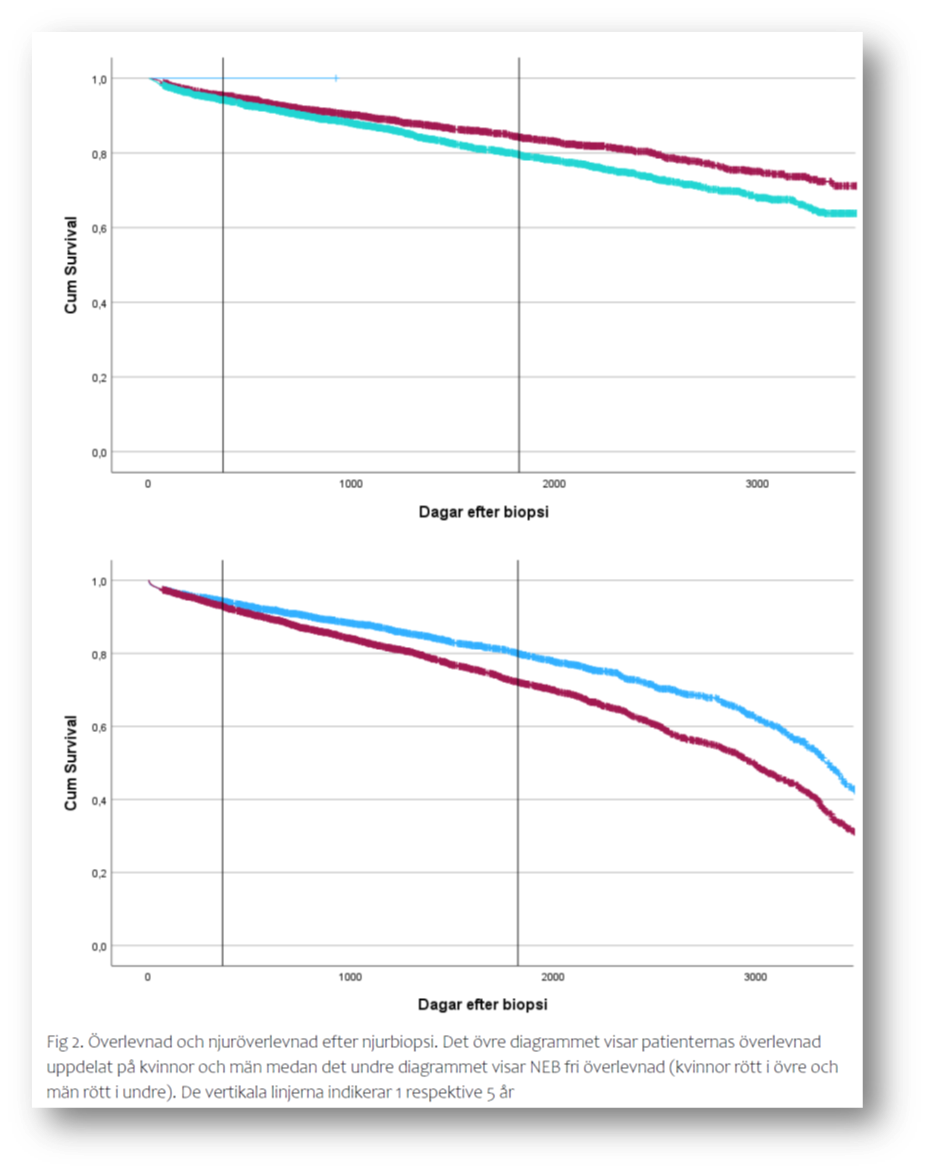 1,0
0,8
0,6
0,4
0,2
0,0
Cum Survival
0 1000 2000 3000
Dagar efter biopsi
1,0
0,8
0,6
0,4
0,2
0,0
Cum Survival
0 1000 2000 3000
Dagar efter biopsi
Fig 2. Överlevnad och njuröverlevnad efter njurbiopsi. Det övre diagrammet visar patienternas överlevnad
uppdelat på kvinnor och män medan det undre diagrammet visar NEB fri överlevnad (kvinnor rött i övre och
män rött i undre). De vertikala linjerna indikerar 1 respektive 5 år